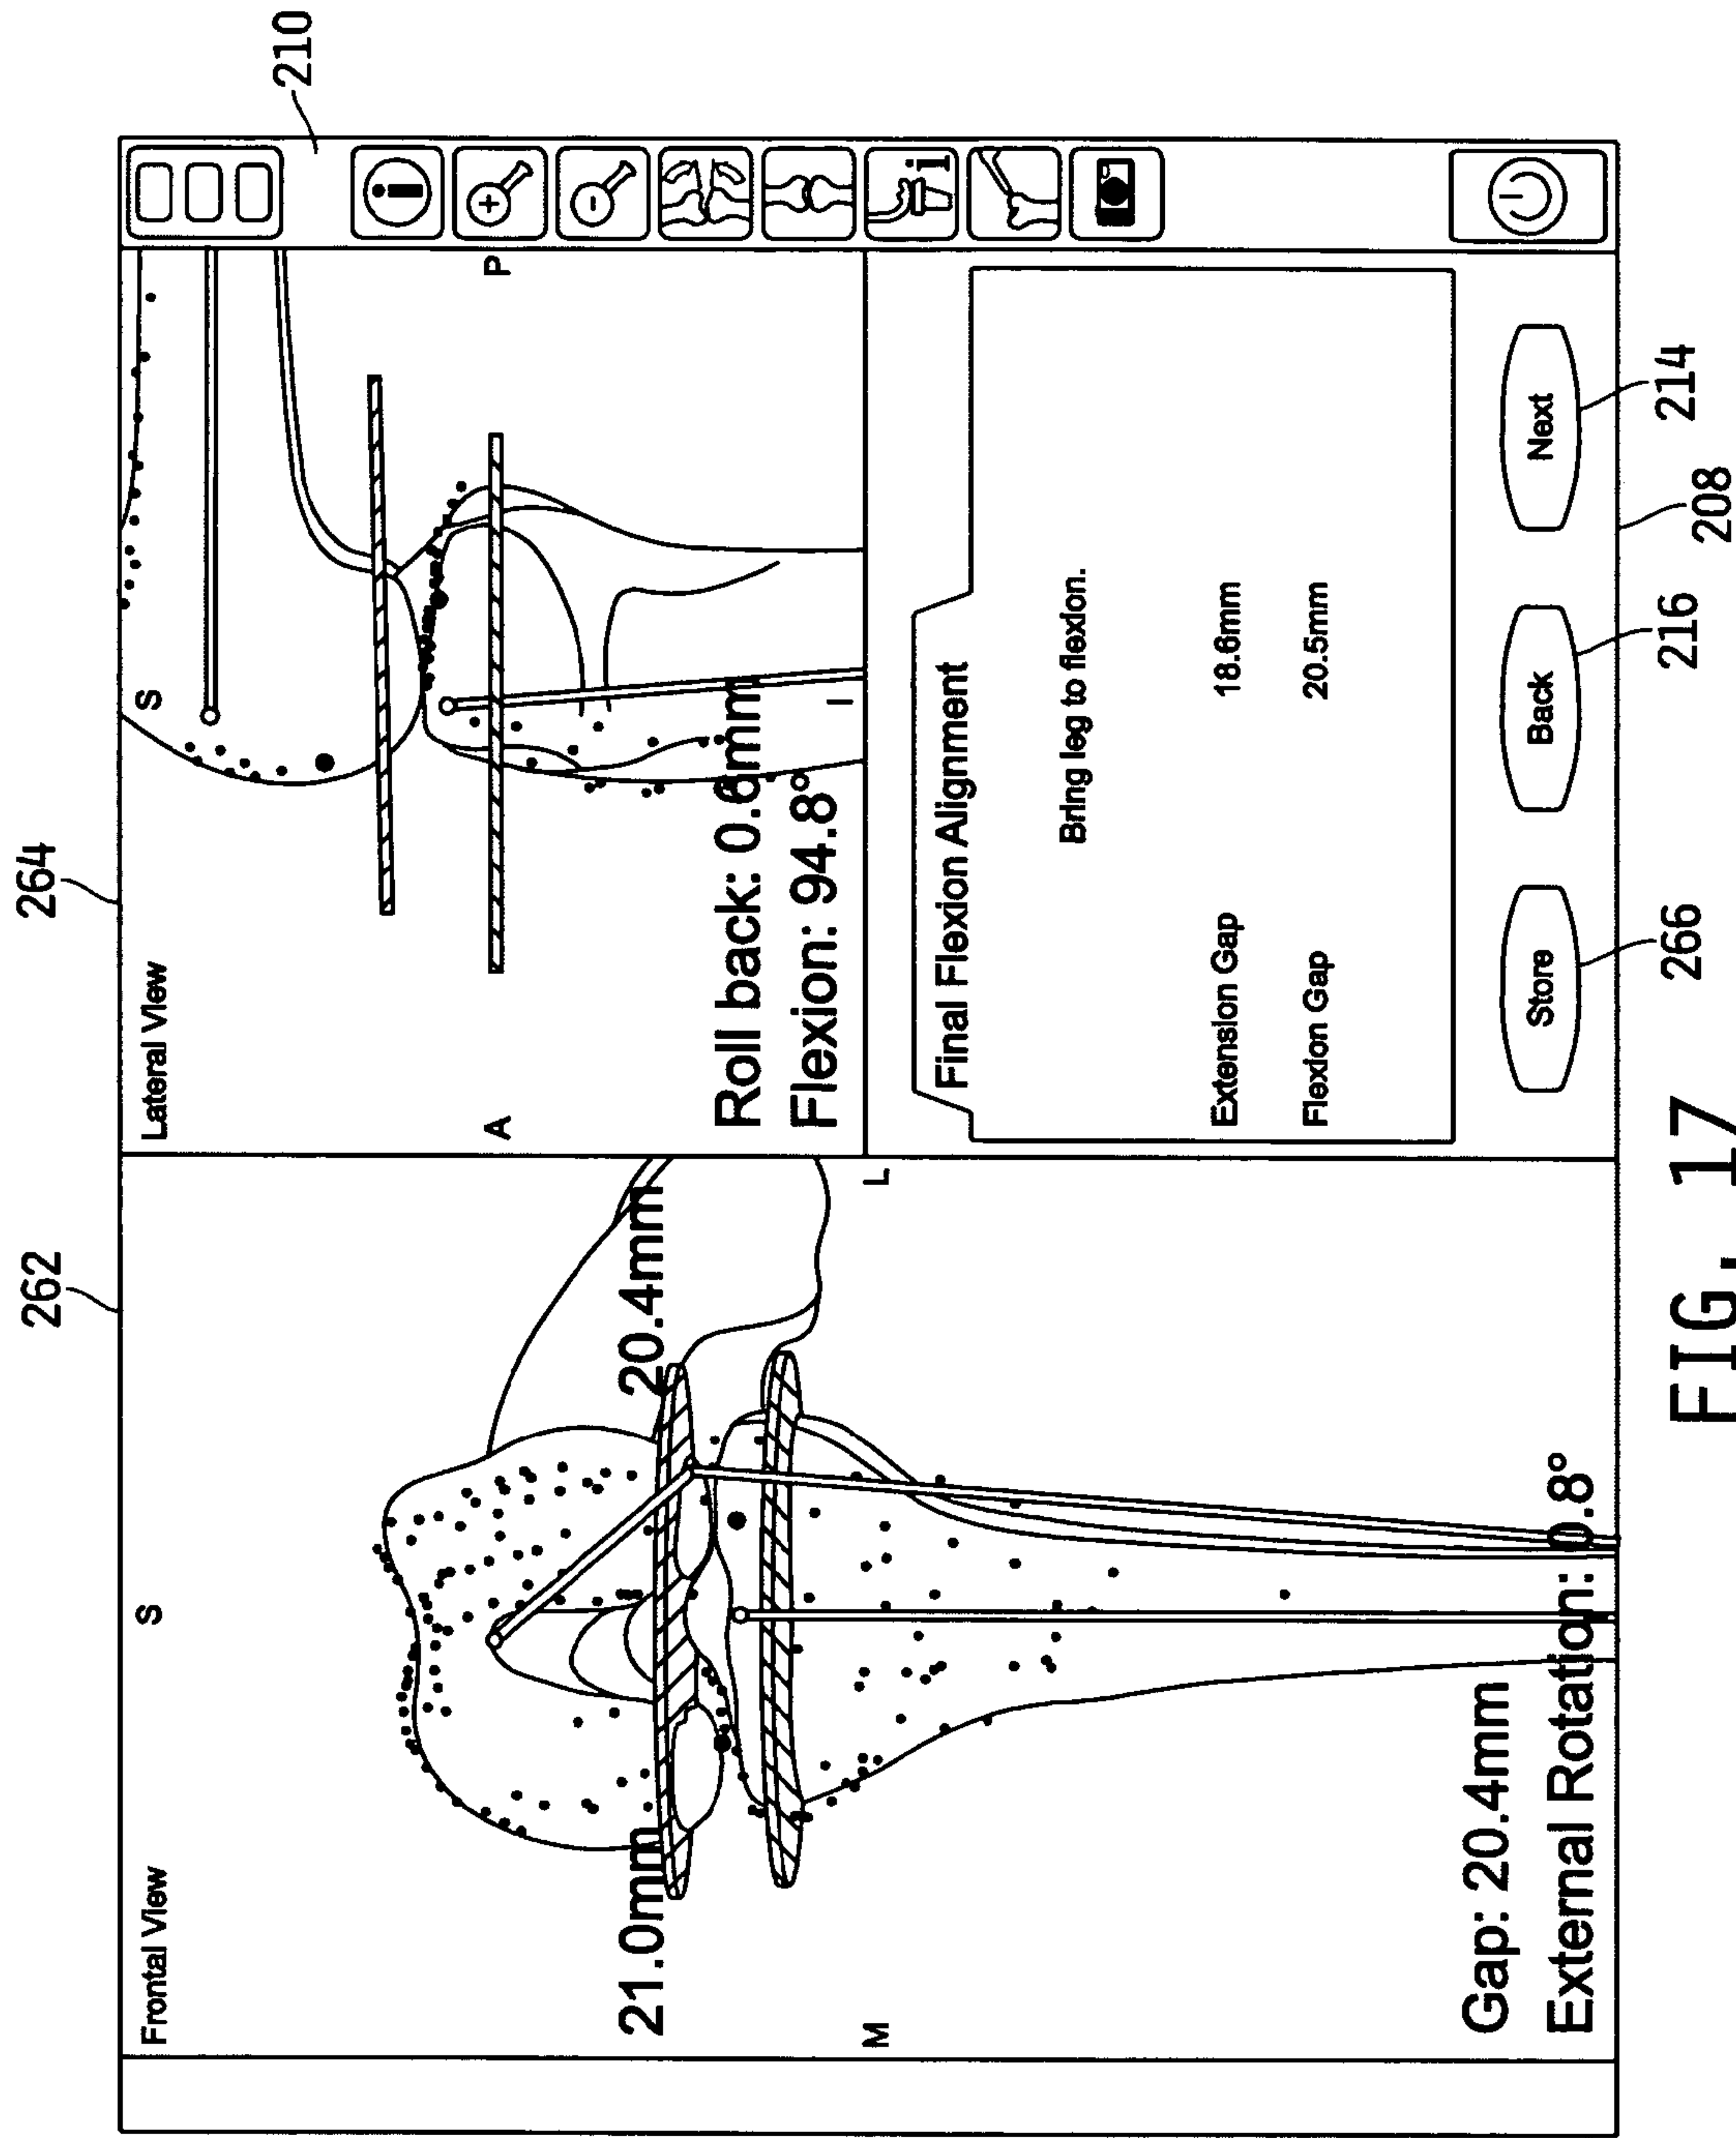 262
264
210
Frontal View
S
21.0mm
20.4mm
M
L
Gap: 20.4mm
External Rotation: 0.8°
Lateral View
S
A
P
Roll back: 0.6mm
Flexion: 94.8°
I
Final Flexion Alignment
Bring leg to flexion.
Extension Gap 18.6mm
Flexion Gap 20.5mm
Store
Back
Next
i
+
-
i
266
216
208
214
FIG. 17